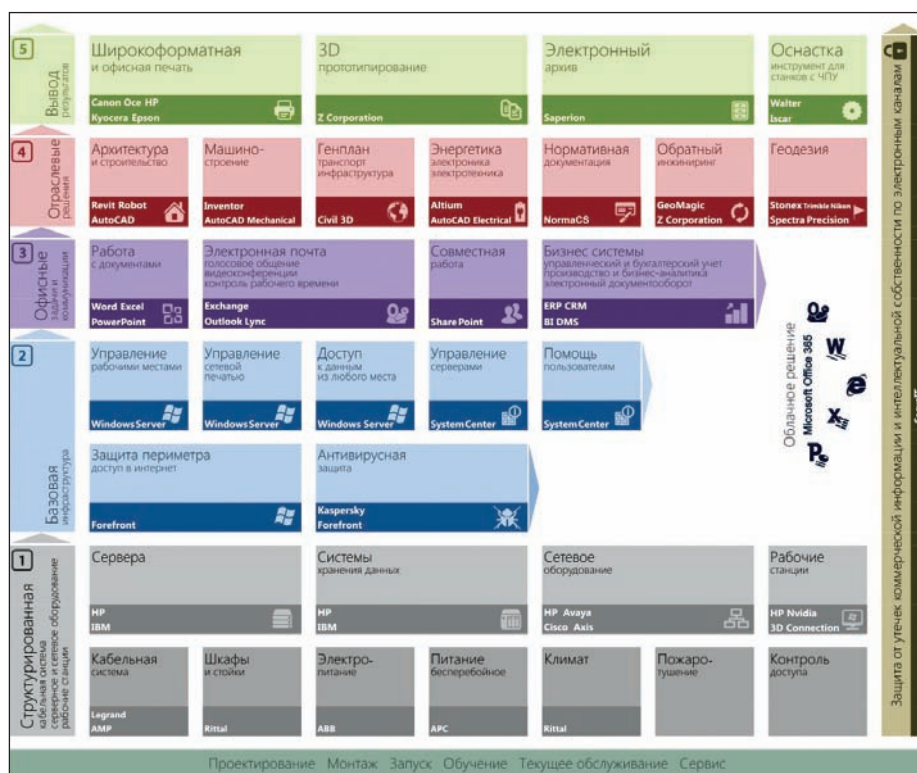 5
Вывод
результатов
Широкоформатная
и офисная печать
Canon Oce HP
Kyocera Epson
3D
прототипирование
Z Corporation
Электронный
архив
Saperion
Оснастка
инструмент для
станков с ЧПУ
Walter
Iscar
4
Отраслевые
решения
Архитектура
и строительство
Revit Robot
AutoCAD
Машино-
строение
Inventor
AutoCAD Mechanical
Генплан
транспорт
инфраструктура
Civil 3D
Энергетика
электроника
электротехника
Altium
AutoCAD Electrical
Нормативная
документация
NormaCS
Обратный
инжиниринг
GeoMagic
Z Corporation
Геодезия
Stonex Trimble Nikon
Spectra Precision
3
Офисные
задачи и
коммуникации
Работа
с документами
Word Excel
PowerPoint
Электронная почта
голосовое общение
видеоконференции
контроль рабочего времени
Exchange
Outlook Lync
Совместная
работа
Share Point
Бизнес системы
управленческий и бухгалтерский учет
производство и бизнес-аналитика
электронный документооборот
ERP CRM
BI DMS
2
Базовая
инфраструктура
Управление
рабочими местами
Windows Server
Управление
сетевой
печатью
Windows Server
Доступ
к данным
из любого места
Windows Server
Управление
серверами
System Center
Помощь
пользователям
System Center
Защита периметра
доступ в интернет
Forefront
Антивирусная
защита
Kaspersky
Forefront
Облачное решение
Microsoft Office 365
1
Структурированная
кабельная система
серверное и сетевое оборудование
рабочие станции
Сервера
HP
IBM
Системы
хранения данных
HP
IBM
Сетевое
оборудование
HP Avaya
Cisco Axis
Рабочие
станции
HP Nvidia
3D Connection
Кабельная
система
Legrand
AMP
Шкафы
и стойки
Rittal
Электро-
питание
ABB
Питание
бесперебойное
APC
Климат
Rittal
Пожаро-
тушение
Контроль
доступа
Защита от утечек коммерческой информации и интеллектуальной собственности по электронным каналам
Проектирование Монтаж Запуск Обучение Текущее обслуживание Сервис